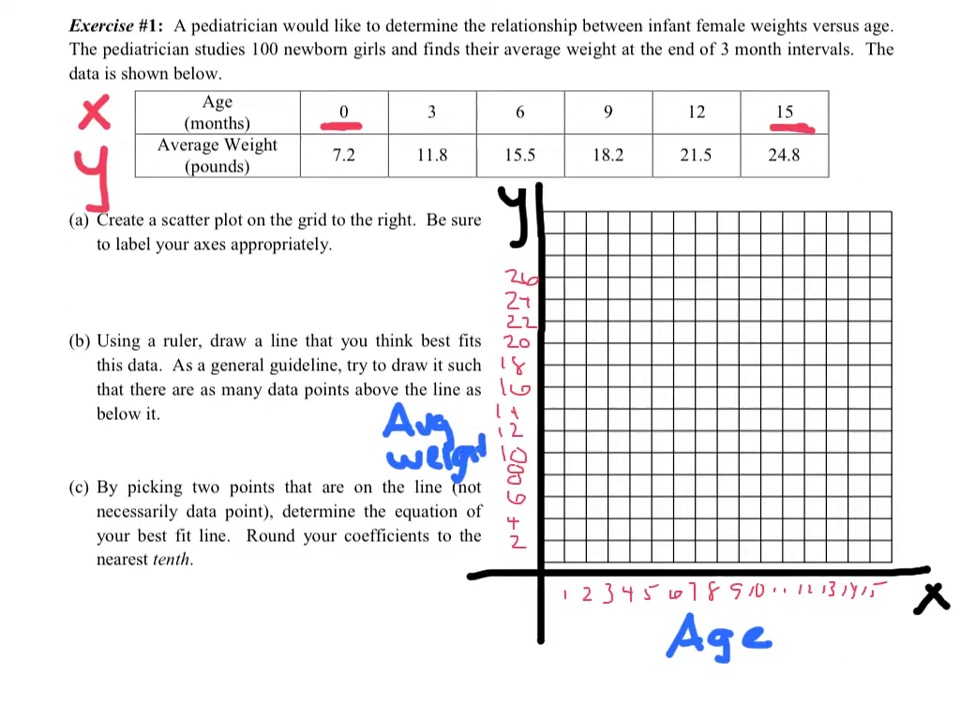 Exercise #1: A pediatrician would like to determine the relationship between infant female weights versus age.
The pediatrician studies 100 newborn girls and finds their average weight at the end of 3 month intervals. The
data is shown below.
X
Age (months) 0 3 6 9 12 15
y
Average Weight (pounds) 7.2 11.8 15.5 18.2 21.5 24.8
y
(a) Create a scatter plot on the grid to the right. Be sure
to label your axes appropriately.
26
24
22
(b) Using a ruler, draw a line that you think best fits
20
this data. As a general guideline, try to draw it such
18
that there are as many data points above the line as
16
below it.
14
Avg
12
weight
10
8
(c) By picking two points that are on the line (not
6
necessarily data point), determine the equation of
4
your best fit line. Round your coefficients to the
2
nearest tenth.
1 2 3 4 5 6 7 8 9 10 11 12 13 14 15
X
Age